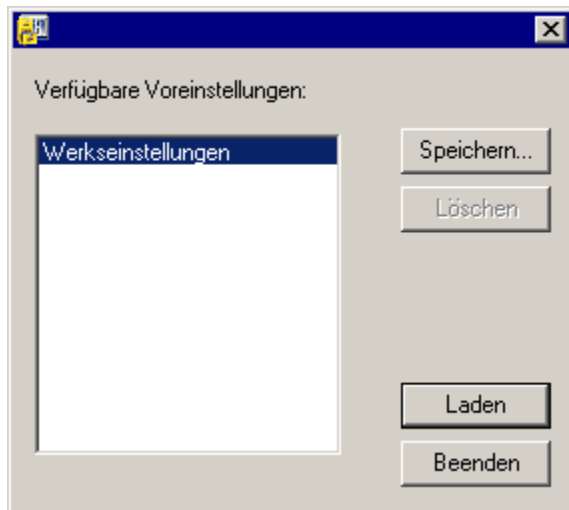 Verfügbare Voreinstellungen:
Werkseinstellungen
Speichern...
Löschen
Laden
Beenden